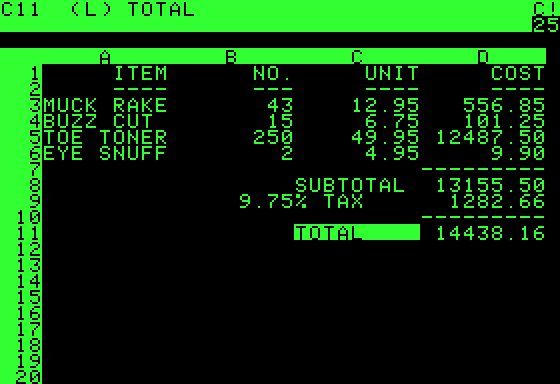 C11 (L) TOTAL C!
25
A B C D
1 ITEM NO. UNIT COST
2 ---- --- ---- ----
3 MUCK RAKE 43 12.95 556.85
4 BUZZ CUT 15 6.75 101.25
5 TOE TONER 250 49.95 12487.50
6 EYE SNUFF 2 4.95 9.90
7 ---------
8 SUBTOTAL 13155.50
9 9.75% TAX 1282.66
10 ---------
11 TOTAL 14438.16
12
13
14
15
16
17
18
19
20